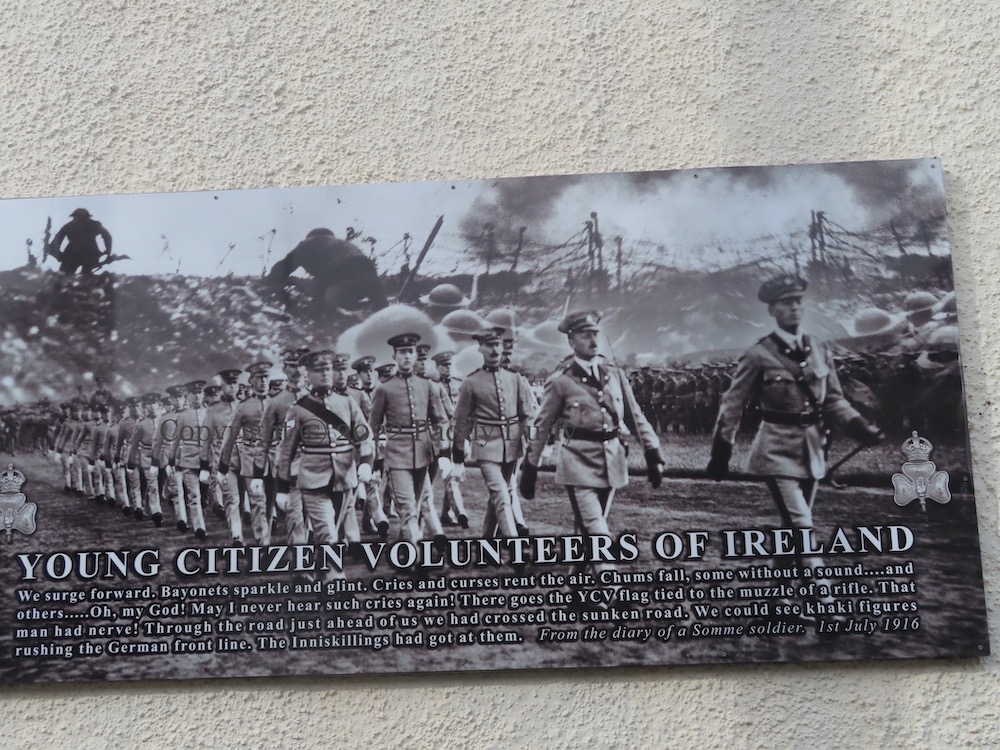 Copyright © 2013 Paddy Duffy
YOUNG CITIZEN VOLUNTEERS OF IRELAND
We surge forward. Bayonets sparkle and glint. Cries and curses rent the air. Chums fall, some without a sound....and
others.....Oh, my God! May I never hear such cries again! There goes the YCV flag tied to the muzzle of a rifle. That
man had nerve! Through the road just ahead of us we had crossed the sunken road. We could see khaki figures
rushing the German front line. The Inniskillings had got at them. From the diary of a Somme soldier. 1st July 1916